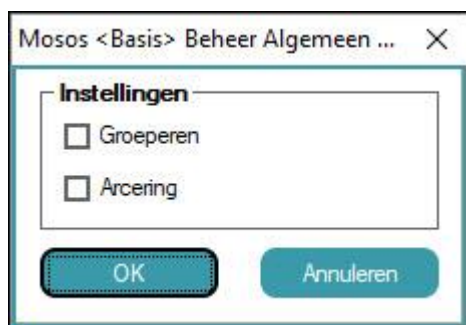 Mosos <Basis> Beheer Algemeen ...
Instellingen
Groeperen
Arcering
OK
Annuleren